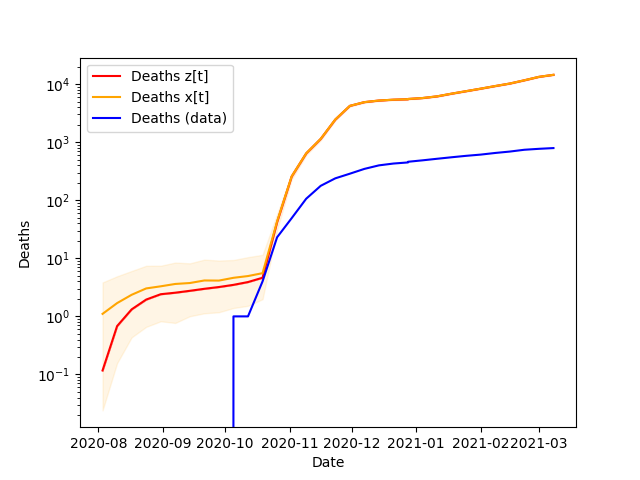 Deaths z[t]
Deaths x[t]
Deaths (data)
10⁴
10³
10²
10¹
10⁰
10⁻¹
Deaths
2020-08 2020-09 2020-10 2020-11 2020-12 2021-01 2021-02 2021-03
Date